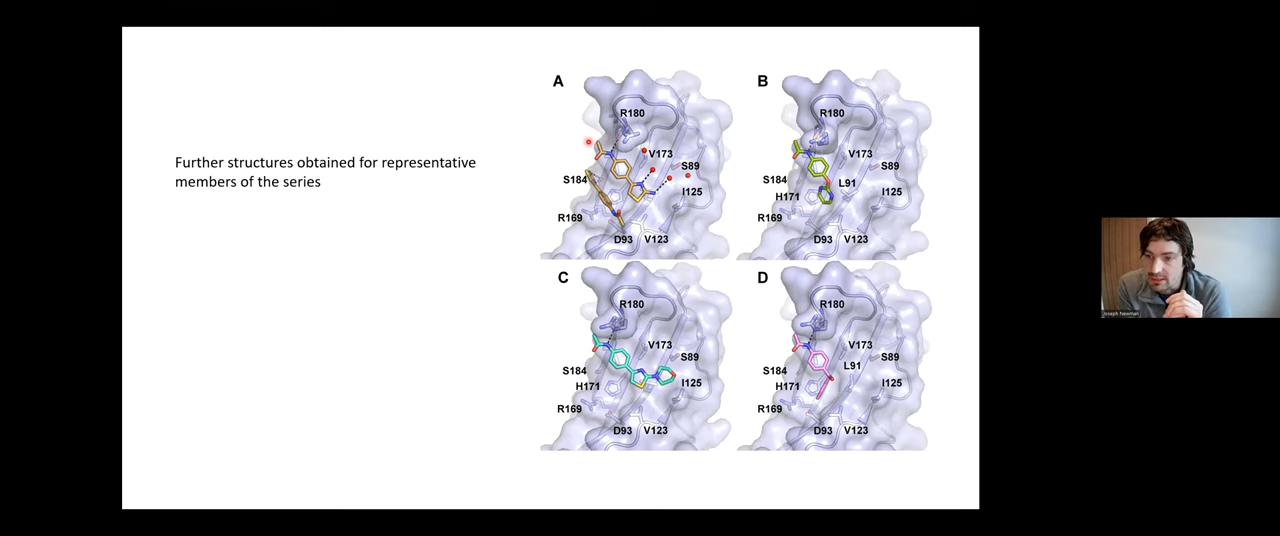 Further structures obtained for representative
members of the series
A
R180
V173
S89
S184
I125
R169
D93
V123
B
R180
V173
S89
S184
L91
H171
I125
R169
D93
V123
C
R180
V173
S89
S184
H171
I125
R169
D93
V123
D
R180
V173
S89
S184
L91
H171
I125
R169
D93
V123
Joseph Newman